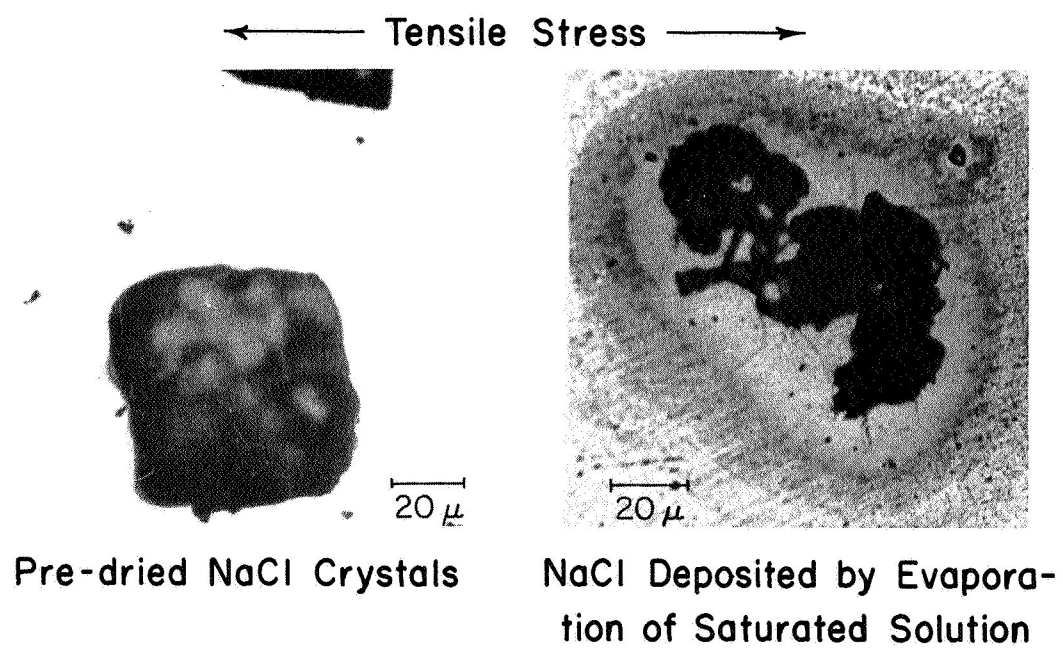 Tensile Stress
20 μ
20 μ
Pre-dried NaCl Crystals
NaCl Deposited by Evapora-
tion of Saturated Solution